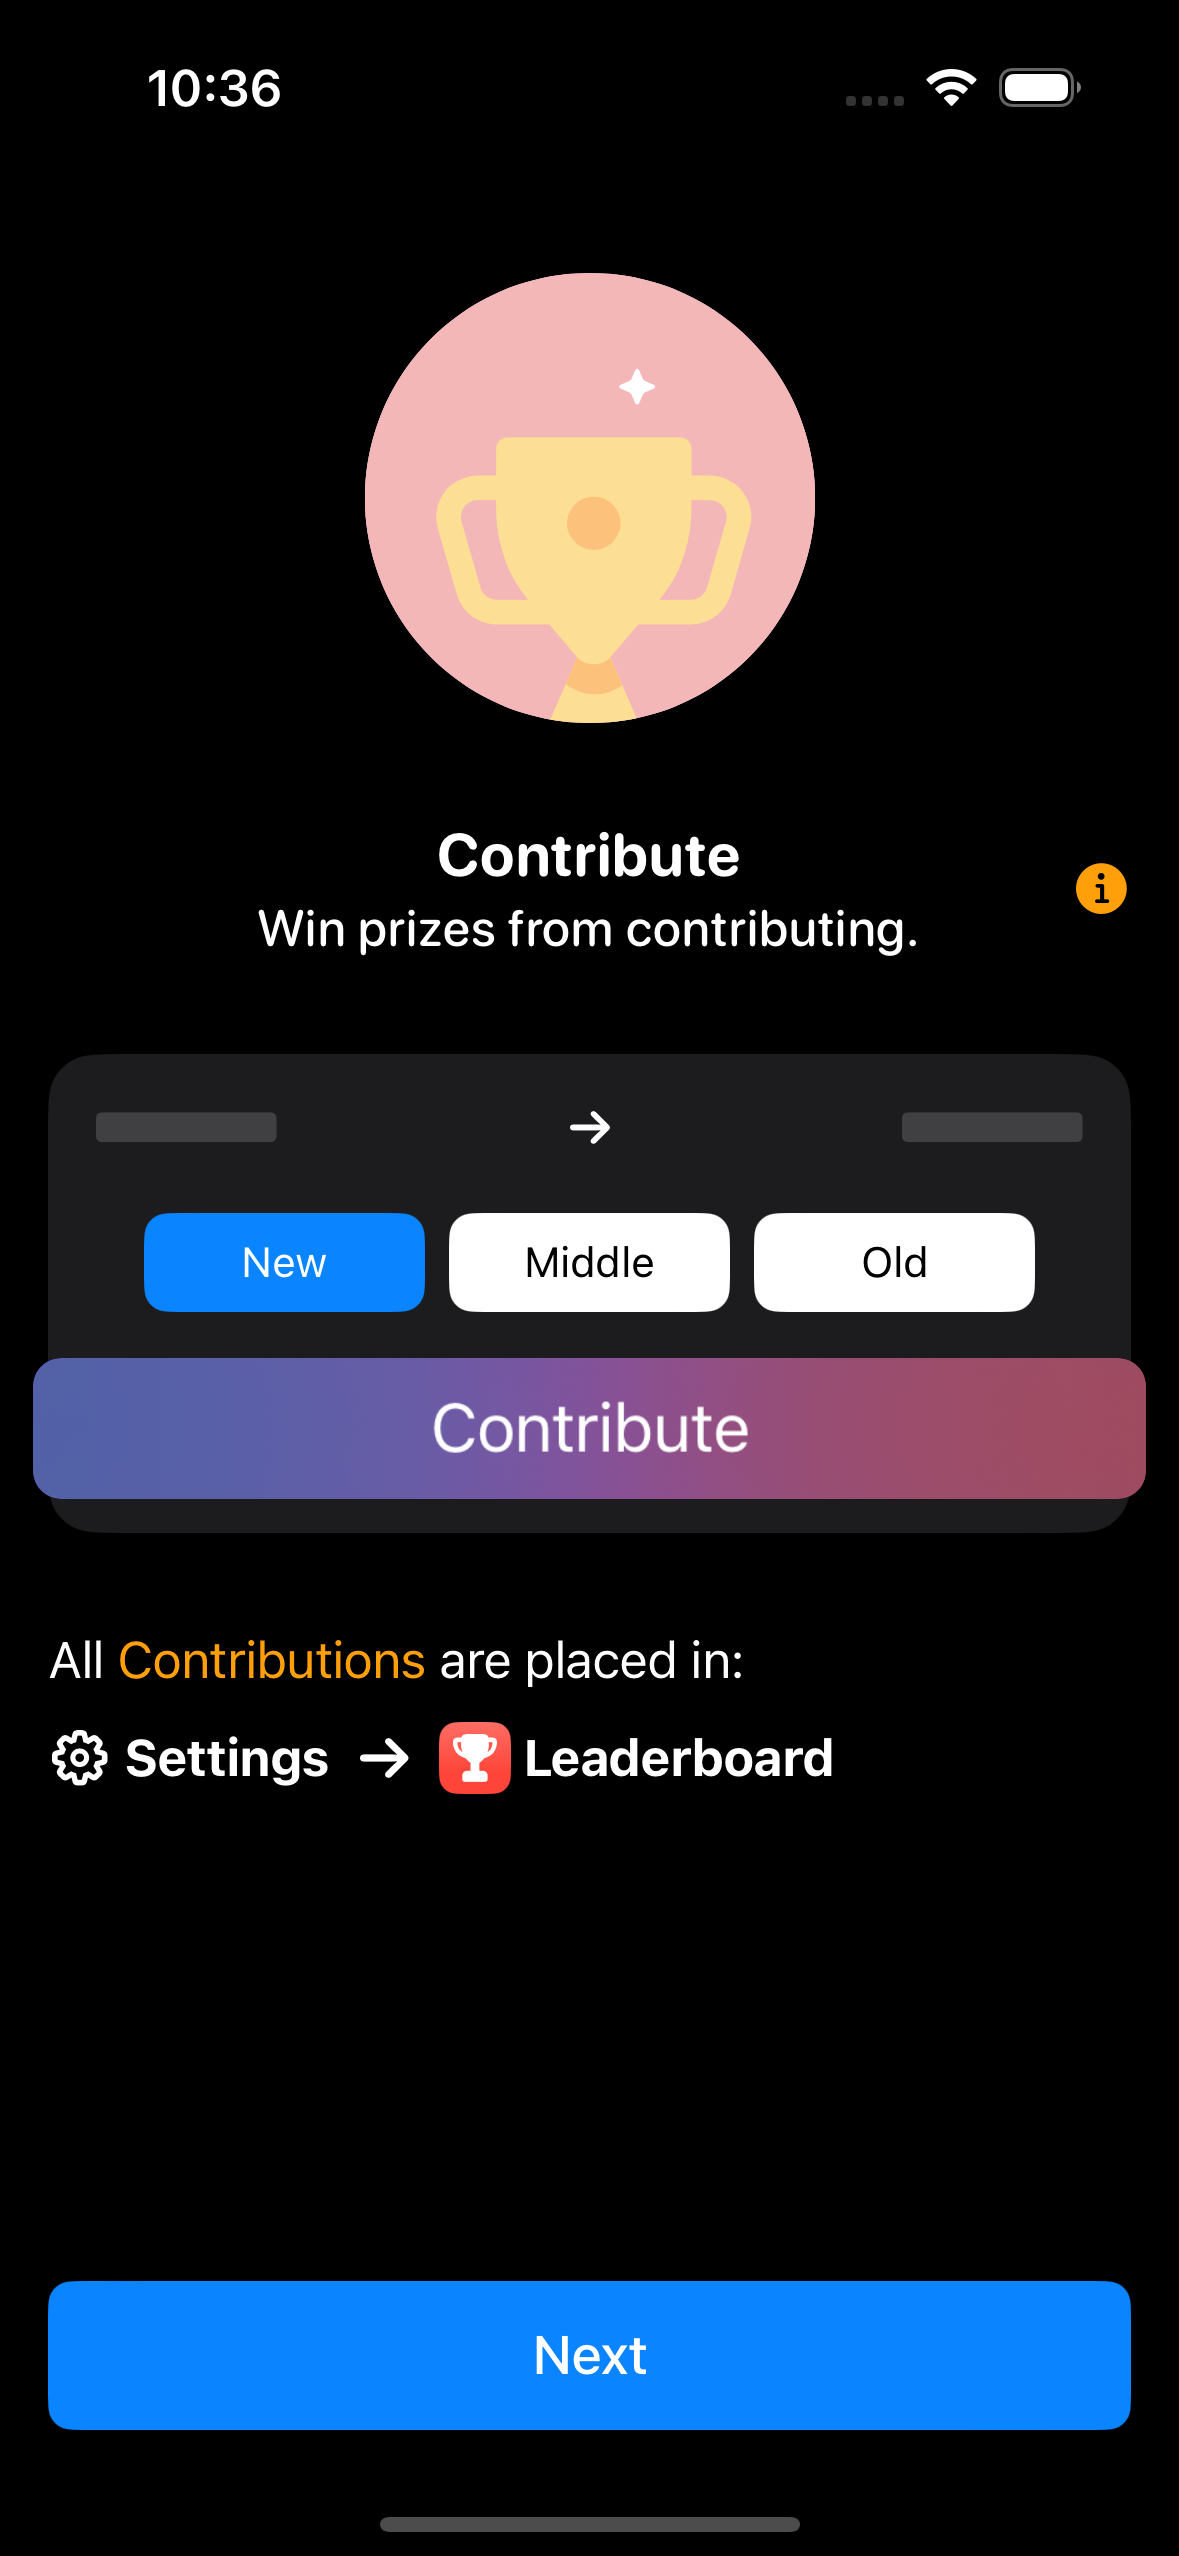 10:36
Contribute
Win prizes from contributing.
New
Middle
Old
Contribute
All Contributions are placed in:
Settings → Leaderboard
Next